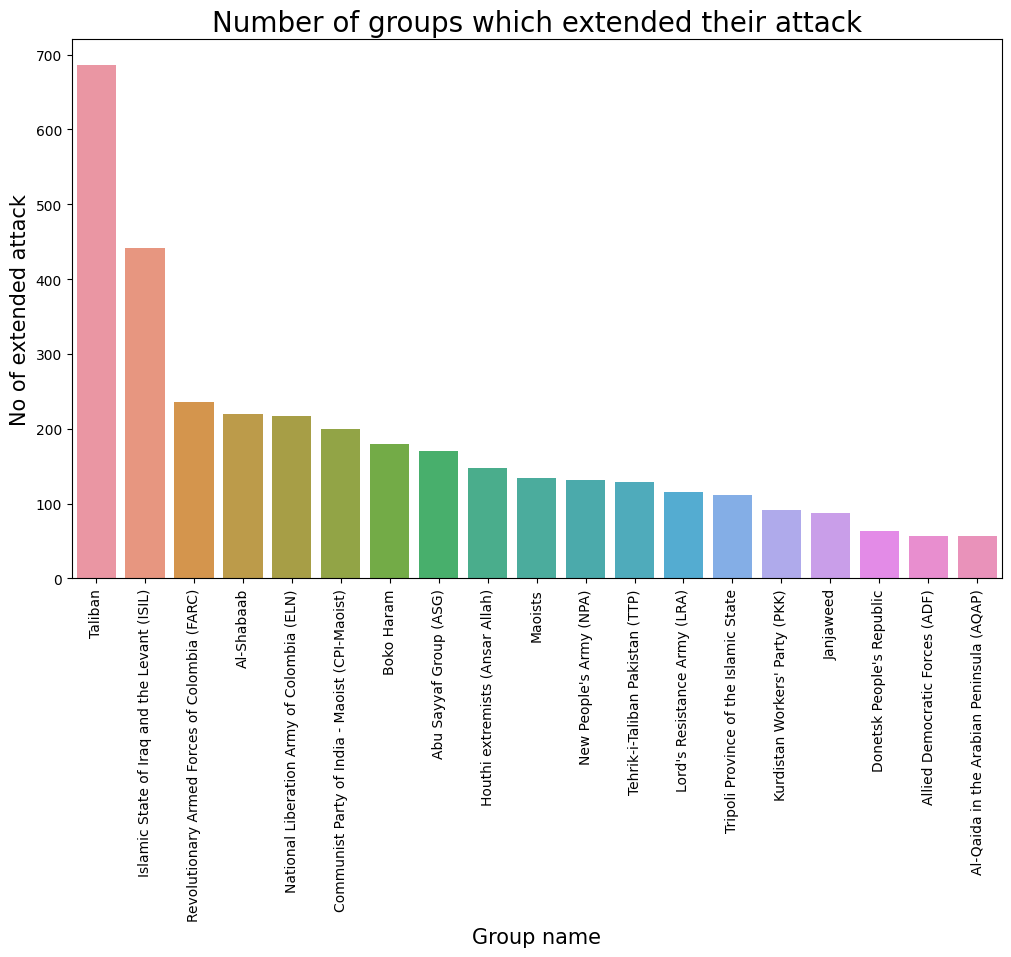 Number of groups which extended their attack
No of extended attack
700
600
500
400
300
200
100
0
Taliban
Islamic State of Iraq and the Levant (ISIL)
Revolutionary Armed Forces of Colombia (FARC)
Al-Shabaab
National Liberation Army of Colombia (ELN)
Communist Party of India - Maoist (CPI-Maoist)
Boko Haram
Abu Sayyaf Group (ASG)
Houthi extremists (Ansar Allah)
Maoists
New People's Army (NPA)
Tehrik-i-Taliban Pakistan (TTP)
Lord's Resistance Army (LRA)
Tripoli Province of the Islamic State
Kurdistan Workers' Party (PKK)
Janjaweed
Donetsk People's Republic
Allied Democratic Forces (ADF)
Al-Qaida in the Arabian Peninsula (AQAP)
Group name